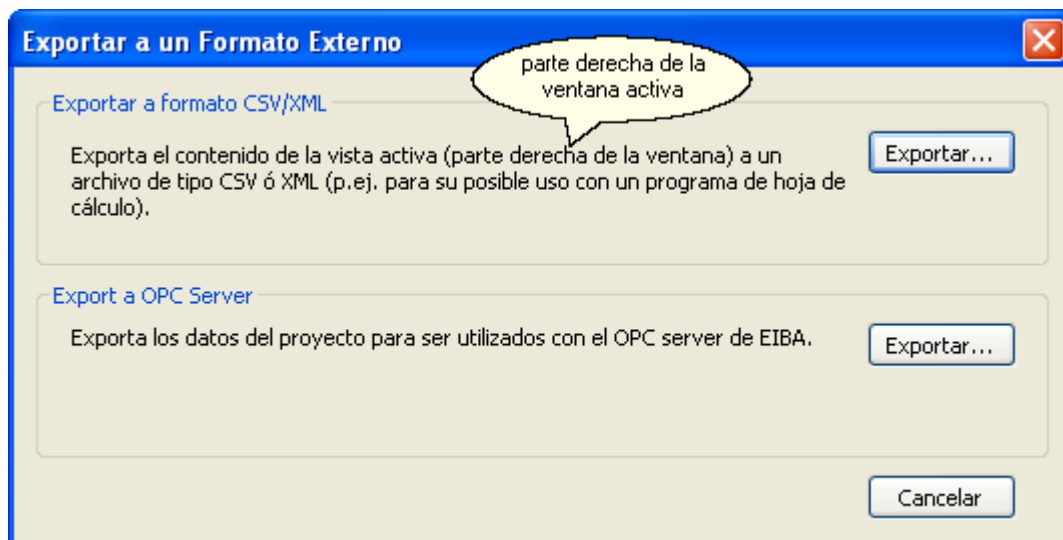 Exportar a un Formato Externo
parte derecha de la
ventana activa
Exportar a formato CSV/XML
Exporta el contenido de la vista activa (parte derecha de la ventana) a un
archivo de tipo CSV ó XML (p.ej. para su posible uso con un programa de hoja de
cálculo).
Exportar...
Export a OPC Server
Exporta los datos del proyecto para ser utilizados con el OPC server de EIBA.
Exportar...
Cancelar